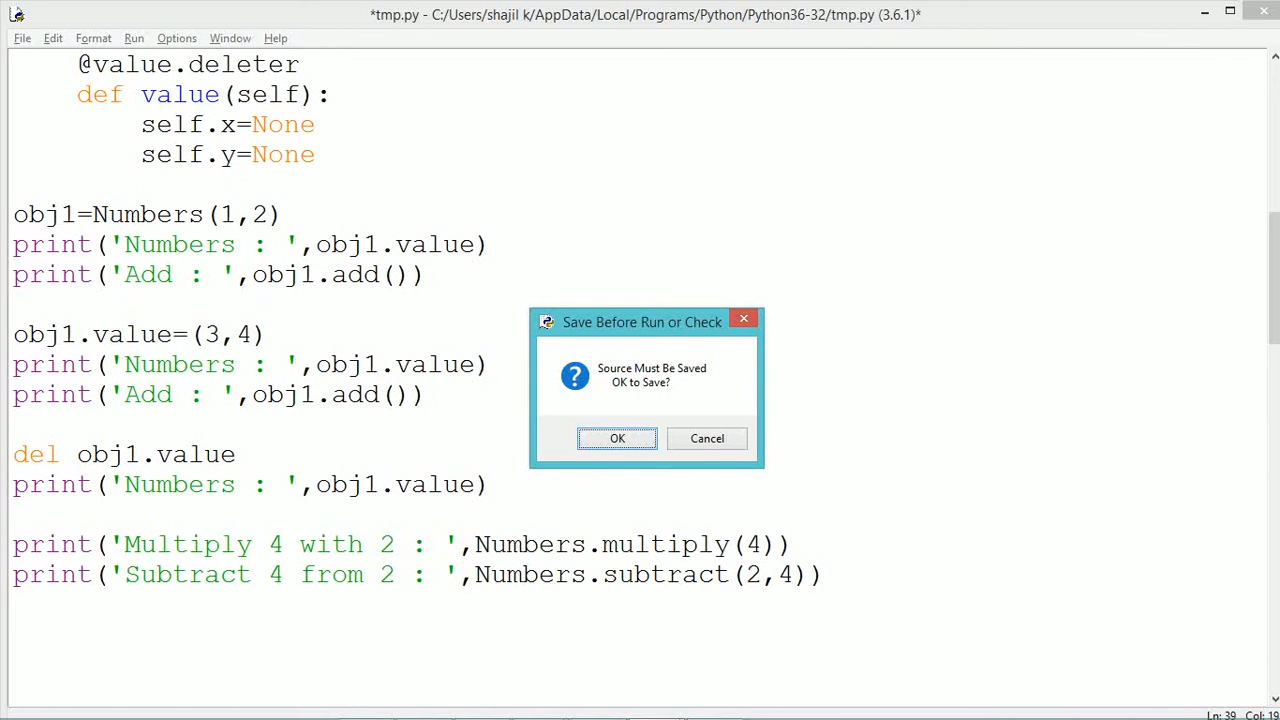 *tmp.py - C:/Users/shajil k/AppData/Local/Programs/Python/Python36-32/tmp.py (3.6.1)*
File Edit Format Run Options Window Help
@value.deleter
def value(self):
self.x=None
self.y=None
obj1=Numbers(1,2)
print('Numbers : ',obj1.value)
print('Add : ',obj1.add())
obj1.value=(3,4)
print('Numbers : ',obj1.value)
print('Add : ',obj1.add())
del obj1.value
print('Numbers : ',obj1.value)
print('Multiply 4 with 2 : ',Numbers.multiply(4))
print('Subtract 4 from 2 : ',Numbers.subtract(2,4))
Save Before Run or Check
Source Must Be Saved
OK to Save?
OK Cancel
Ln: 39 Col: 19